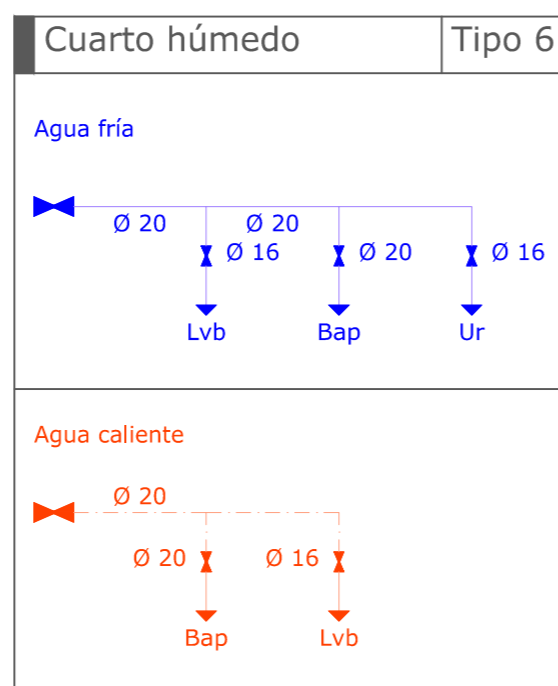 Cuarto húmedo Tipo 6
Agua fría
Ø 20 Ø 20
Ø 16 Ø 20 Ø 16
Lvb Bap Ur
Agua caliente
Ø 20
Ø 20 Ø 16
Bap Lvb